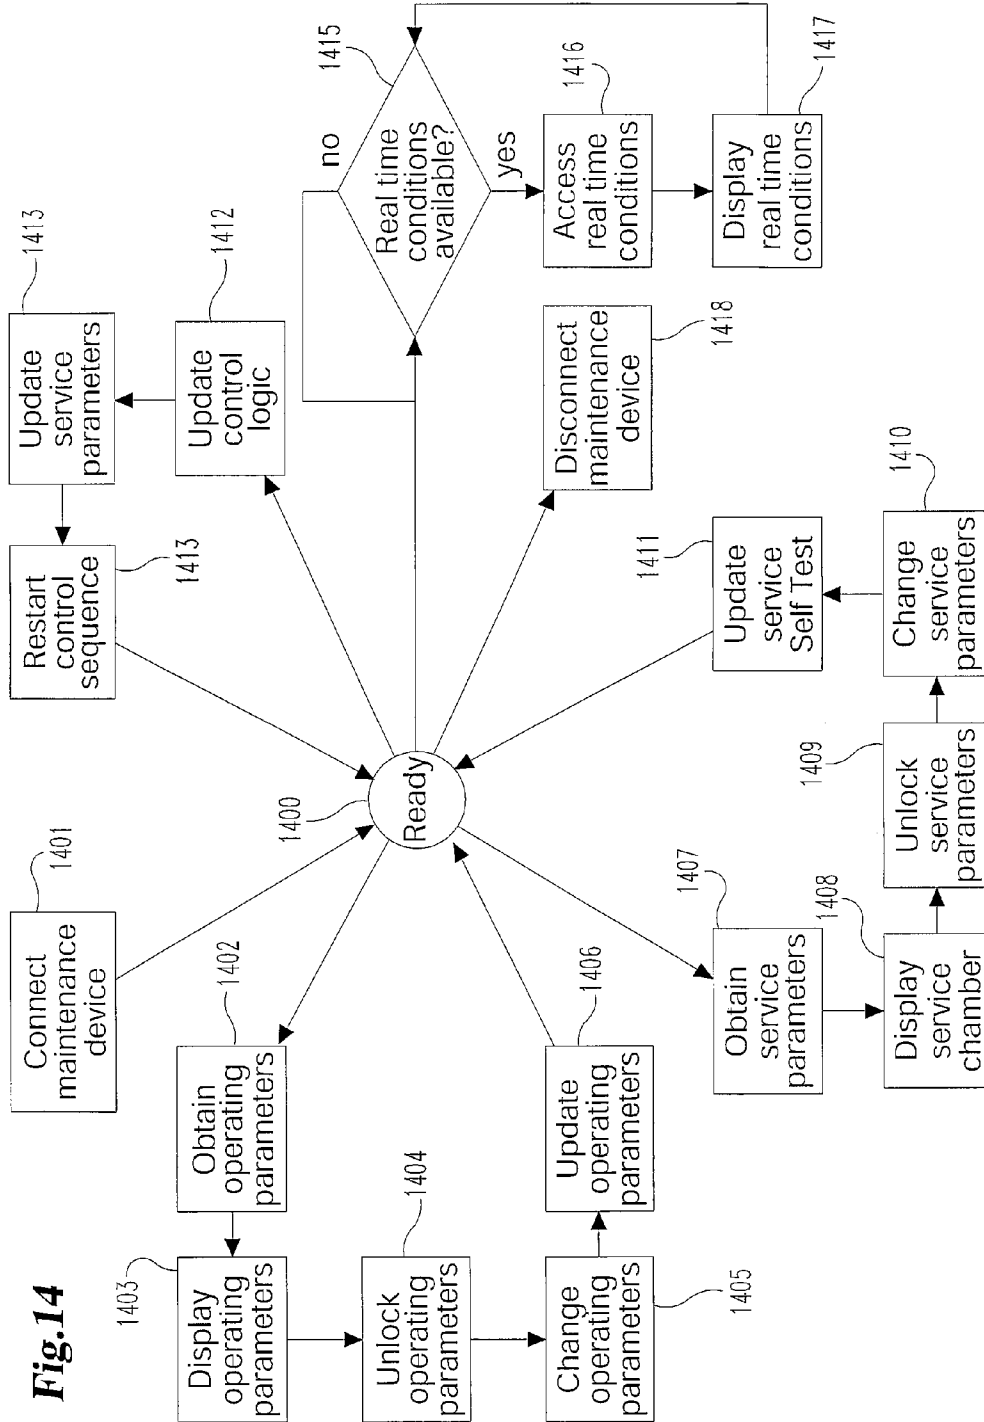 Fig.14
Connect
maintenance
device
1401
Ready
1400
Obtain
operating
parameters
1402
Display
operating
parameters
1403
Unlock
operating
parameters
1404
Change
operating
parameters
1405
Update
operating
parameters
1406
Obtain
service
parameters
1407
Display
service
chamber
1408
Unlock
service
parameters
1409
Change
service
parameters
1410
Update
service
Self Test
1411
Update
control
logic
1412
Update
service
parameters
1413
Restart
control
sequence
1413
Real time
conditions
available?
1415
no
yes
Access
real time
conditions
1416
Display
real time
conditions
1417
Disconnect
maintenance
device
1418